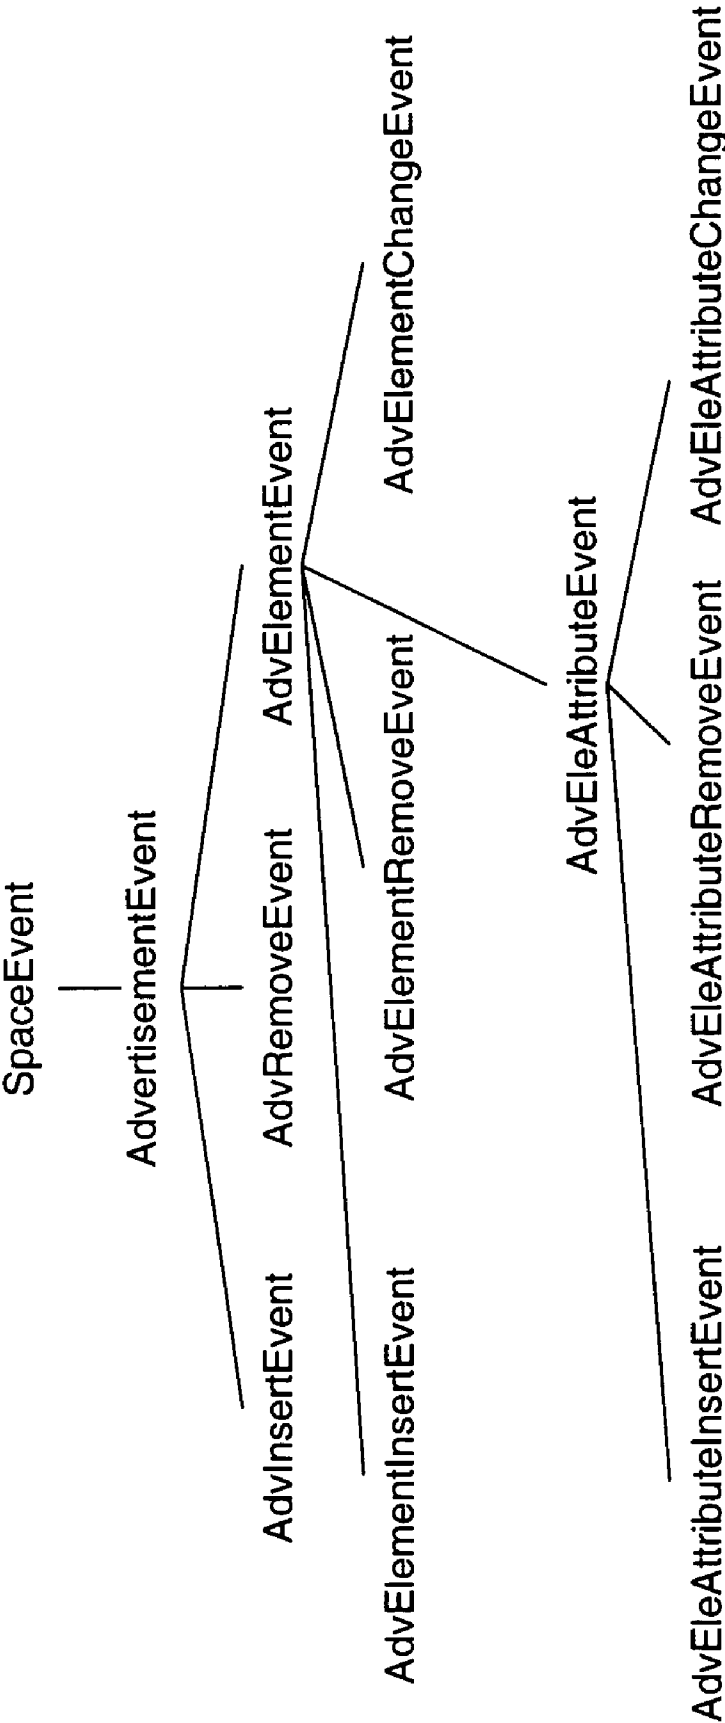 SpaceEvent
AdvertisementEvent
AdvInsertEvent
AdvRemoveEvent
AdvElementEvent
AdvElementInsertEvent
AdvElementRemoveEvent
AdvElementChangeEvent
AdvEleAttributeEvent
AdvEleAttributeInsertEvent
AdvEleAttributeRemoveEvent
AdvEleAttributeChangeEvent